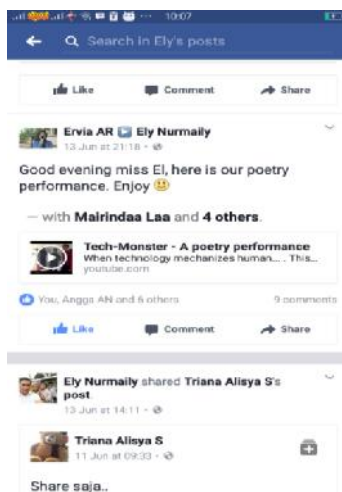 10:07
Search in Ely's posts
Like Comment Share
Ervia AR Ely Nurmaily
13 Jun at 21:18
Good evening miss El, here is our poetry
performance. Enjoy
— with Mairindaa Laa and 4 others.
Tech-Monster - A poetry performance
When technology mechanizes human... . This...
youtube.com
You, Angga AN and 6 others 9 comments
Like Comment Share
Ely Nurmaily shared Triana Alisya S's
post
13 Jun at 14:11
Triana Alisya S
11 Jun at 09:33
Share saja..